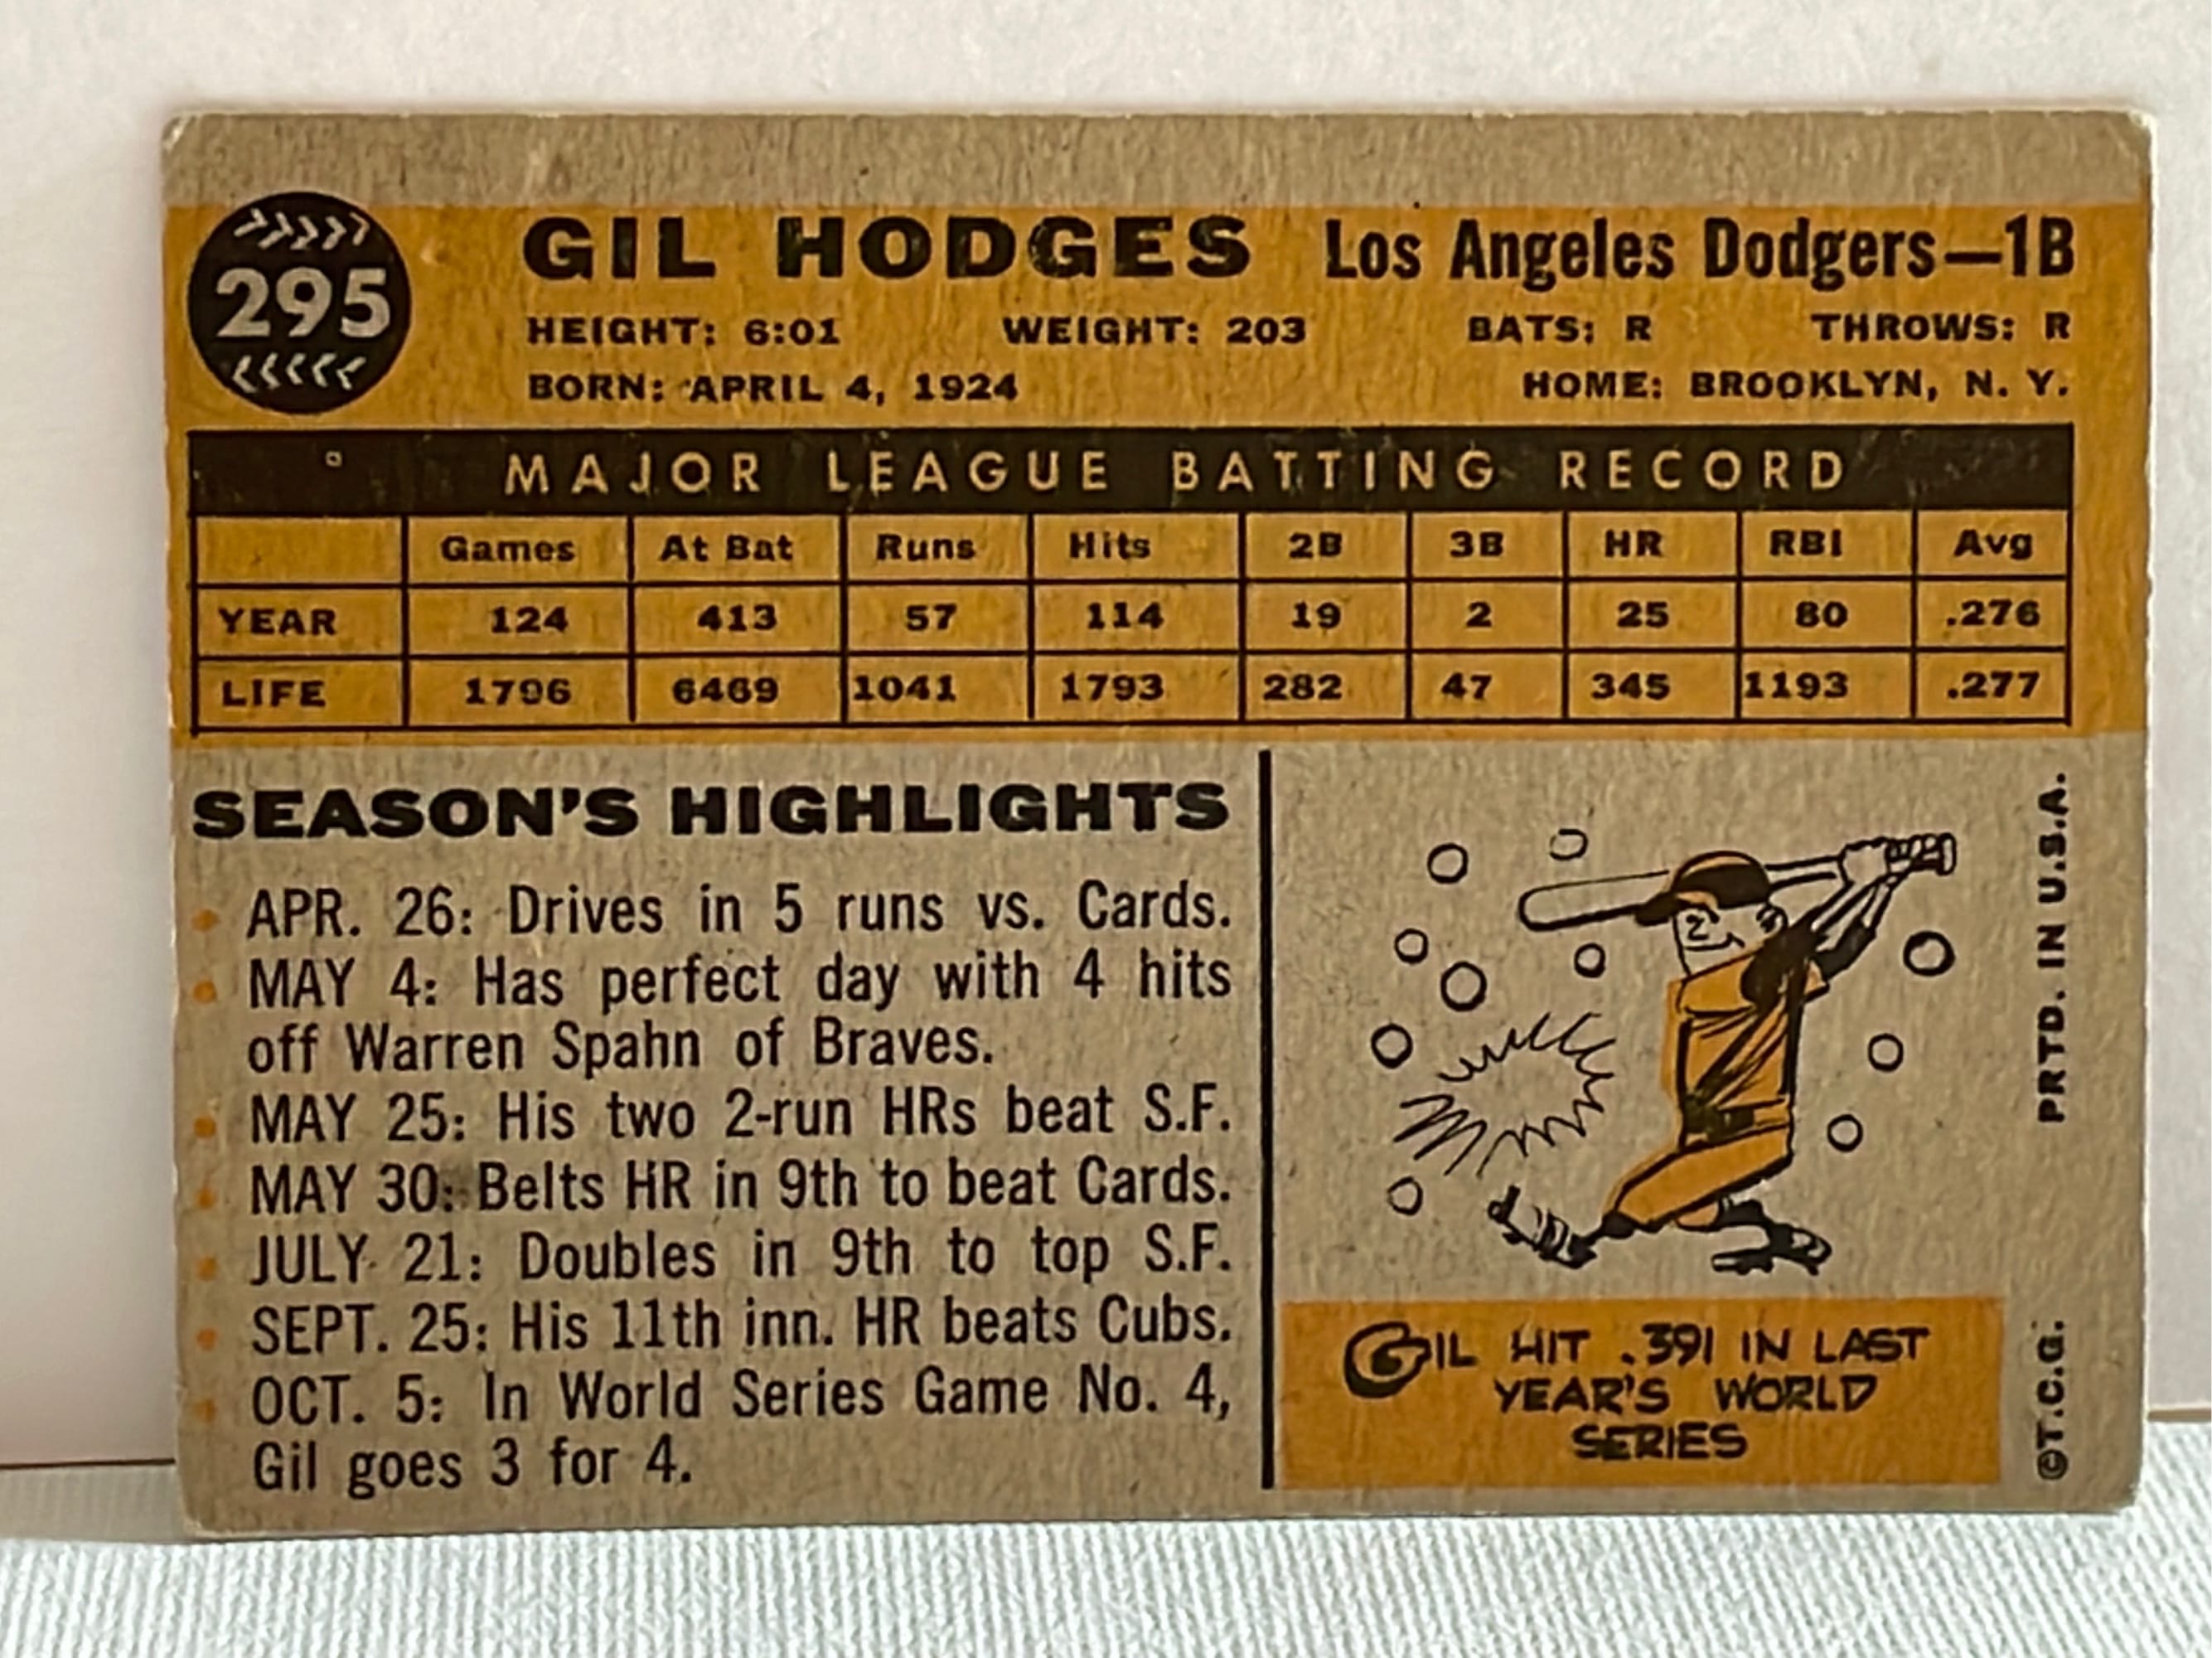 295
GIL HODGES Los Angeles Dodgers—1B
HEIGHT: 6:01 WEIGHT: 203 BATS: R THROWS: R
BORN: APRIL 4, 1924 HOME: BROOKLYN, N. Y.
MAJOR LEAGUE BATTING RECORD
Games At Bat Runs Hits 2B 3B HR RBI Avg
YEAR 124 413 57 114 19 2 25 80 .276
LIFE 1796 6469 1041 1793 282 47 345 1193 .277
SEASON'S HIGHLIGHTS
APR. 26: Drives in 5 runs vs. Cards.
MAY 4: Has perfect day with 4 hits
off Warren Spahn of Braves.
MAY 25: His two 2-run HRs beat S.F.
MAY 30: Belts HR in 9th to beat Cards.
JULY 21: Doubles in 9th to top S.F.
SEPT. 25: His 11th inn. HR beats Cubs.
OCT. 5: In World Series Game No. 4,
Gil goes 3 for 4.
GIL HIT .391 IN LAST
YEAR'S WORLD
SERIES
©T.C.G. PRTD. IN U.S.A.